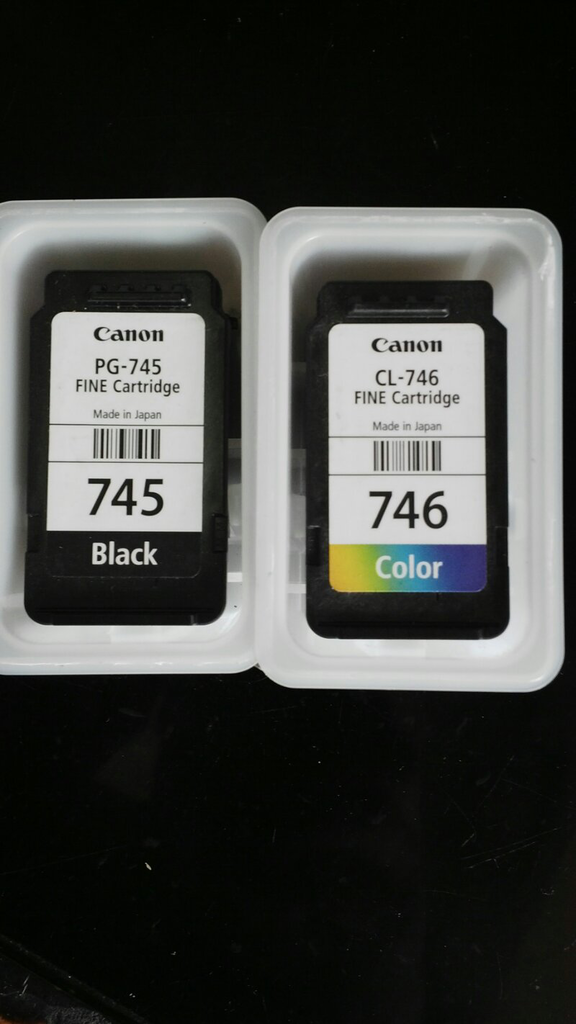 Canon
PG-745
FINE Cartridge
Made in Japan
745
Black
Canon
CL-746
FINE Cartridge
Made in Japan
746
Color